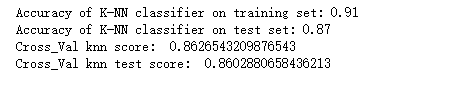 Accuracy of K-NN classifier on training set: 0.91
Accuracy of K-NN classifier on test set: 0.87
Cross_Val knn score:  0.8626543209876543
Cross_Val knn test score:  0.8602880658436213